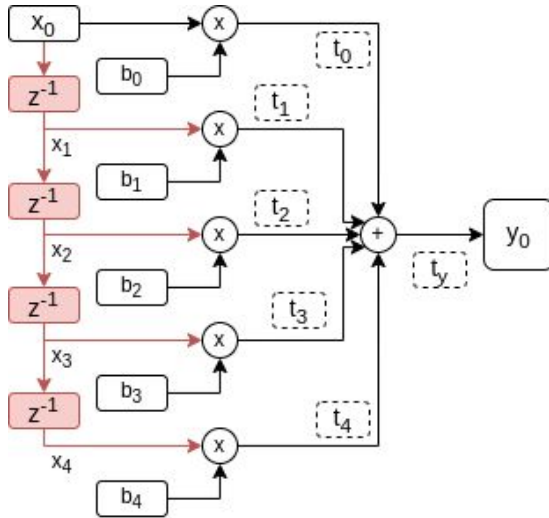 x₀
x
t₀
b₀
z⁻¹
t₁
x₁
x
b₁
z⁻¹
t₂
x₂
x
+
y₀
b₂
t_y
z⁻¹
t₃
x₃
x
b₃
z⁻¹
t₄
x₄
x
b₄